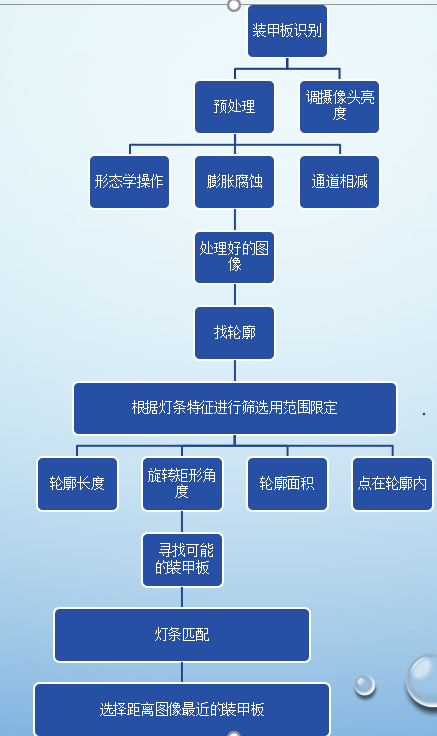 装甲板识别
预处理
调摄像头亮
度
形态学操作
膨胀腐蚀
通道相减
处理好的图
像
找轮廓
根据灯条特征进行筛选用范围限定
轮廓长度
旋转矩形角
度
轮廓面积
点在轮廓内
寻找可能
的装甲板
灯条匹配
选择距离图像最近的装甲板